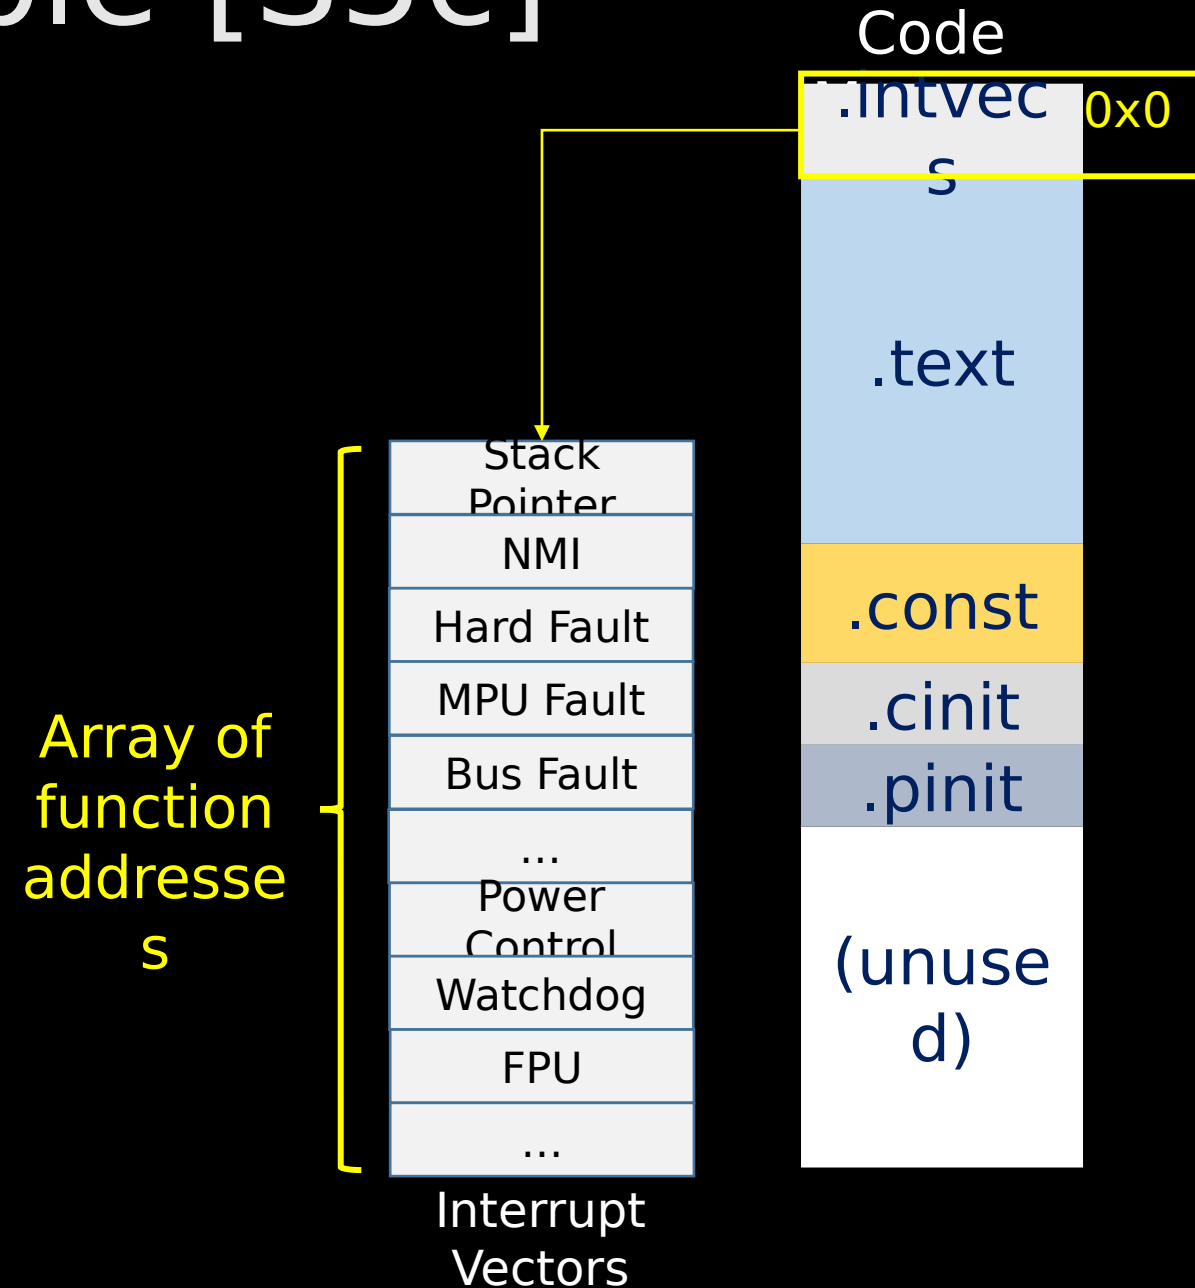 [S3c]
Code
.intvec
s
0x0
.text
Stack
Pointer
NMI
Hard Fault
MPU Fault
Bus Fault
...
Power
Control
Watchdog
FPU
...
Interrupt
Vectors
Array of
function
addresse
s
.const
.cinit
.pinit
(unuse
d)